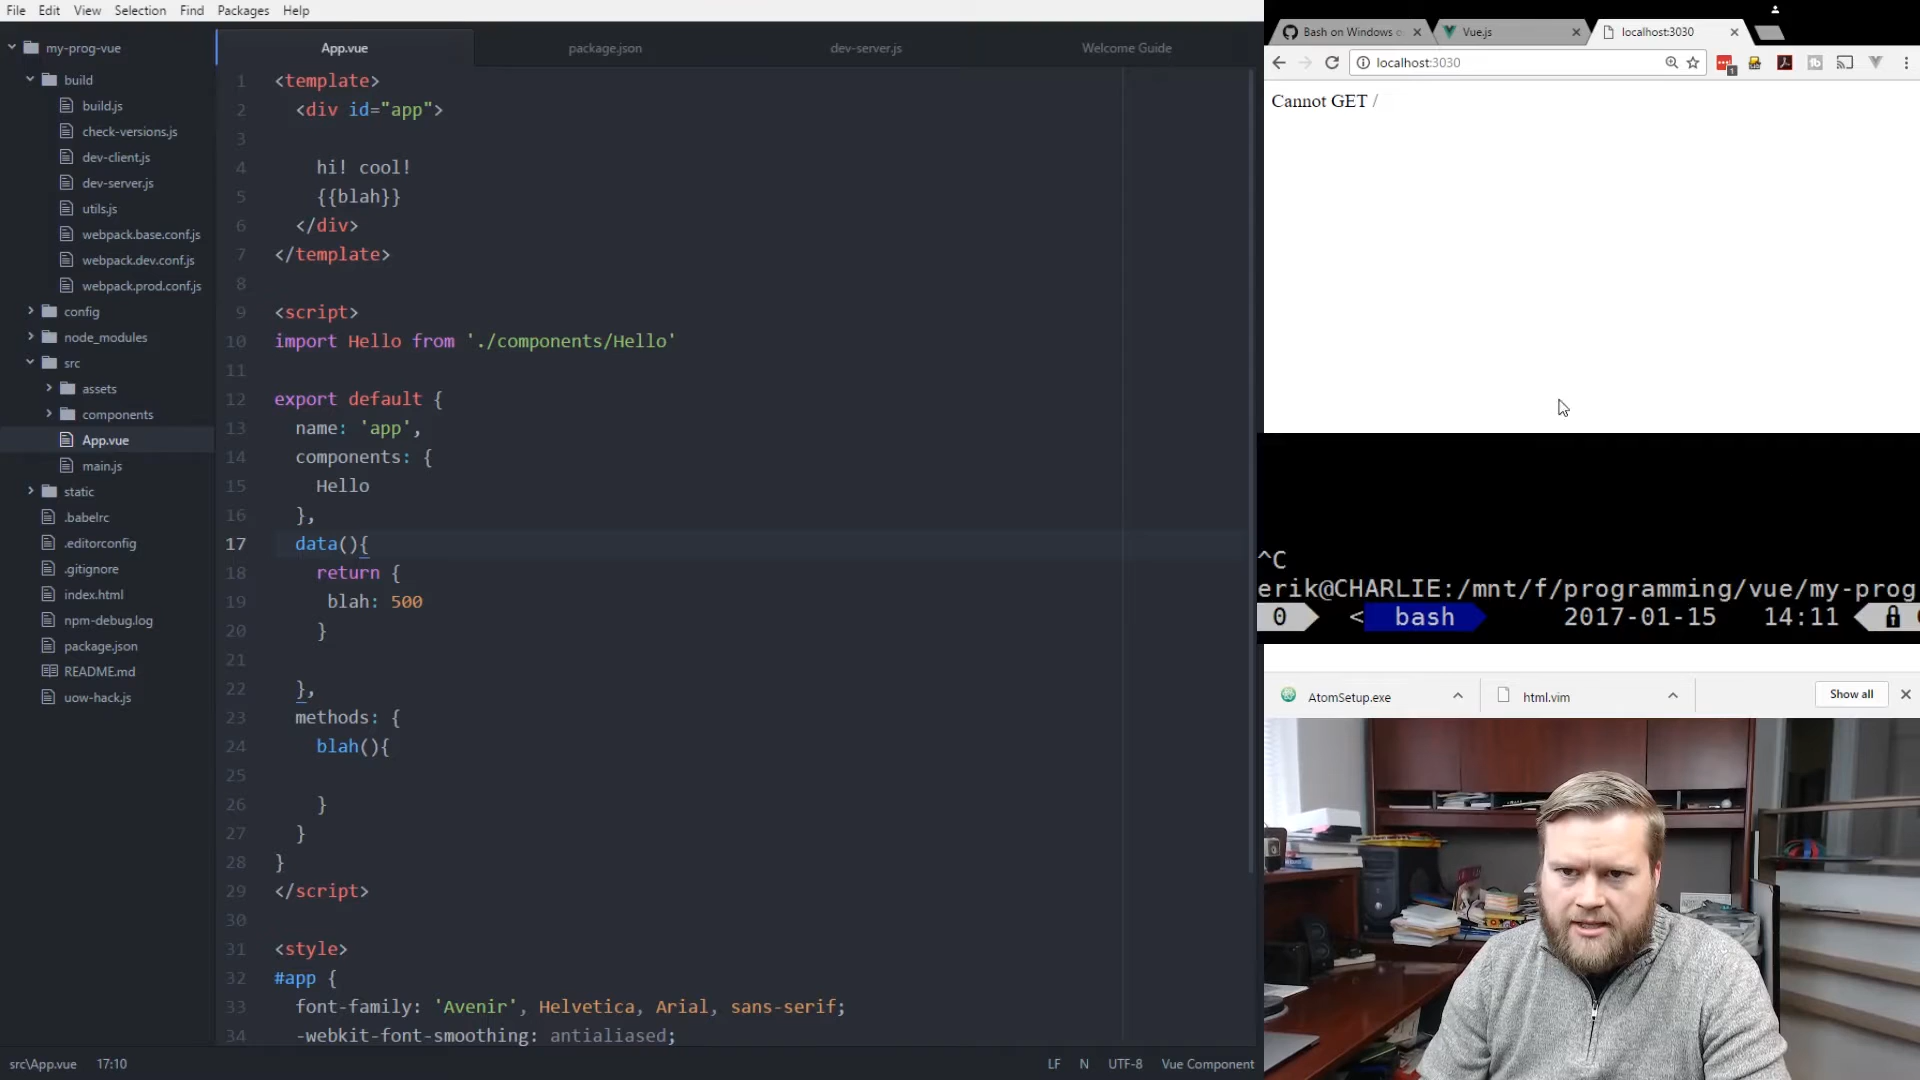 File Edit View Selection Find Packages Help
my-prog-vue
build
build.js
check-versions.js
dev-client.js
dev-server.js
utils.js
webpack.base.conf.js
webpack.dev.conf.js
webpack.prod.conf.js
config
node_modules
src
assets
components
App.vue
main.js
static
.babelrc
.editorconfig
.gitignore
index.html
npm-debug.log
package.json
README.md
uow-hack.js
App.vue package.json dev-server.js Welcome Guide
1 <template>
2 <div id="app">
3
4 hi! cool!
5 {{blah}}
6 </div>
7 </template>
8
9 <script>
10 import Hello from './components/Hello'
11
12 export default {
13 name: 'app',
14 components: {
15 Hello
16 },
17 data(){
18 return {
19 blah: 500
20 }
21
22 },
23 methods: {
24 blah(){
25
26 }
27 }
28 }
29 </script>
30
31 <style>
32 #app {
33 font-family: 'Avenir', Helvetica, Arial, sans-serif;
34 -webkit-font-smoothing: antialiased;
src\App.vue 17:10 LF N UTF-8 Vue Component
Bash on Windows Vue.js localhost:3030
localhost:3030
Cannot GET /
^C
erik@CHARLIE:/mnt/f/programming/vue/my-prog
0 < bash 2017-01-15 14:11
AtomSetup.exe html.vim Show all